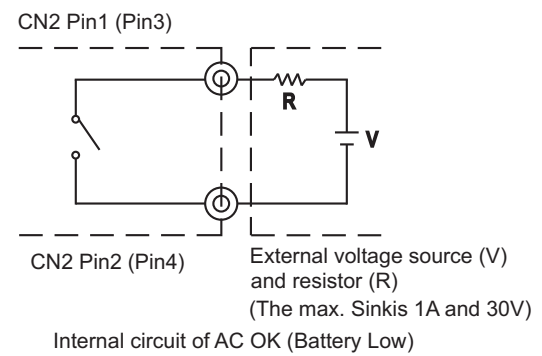 CN2 Pin1 (Pin3)
R
V
CN2 Pin2 (Pin4)
External voltage source (V)
and resistor (R)
(The max. Sinkis 1A and 30V)
Internal circuit of AC OK (Battery Low)